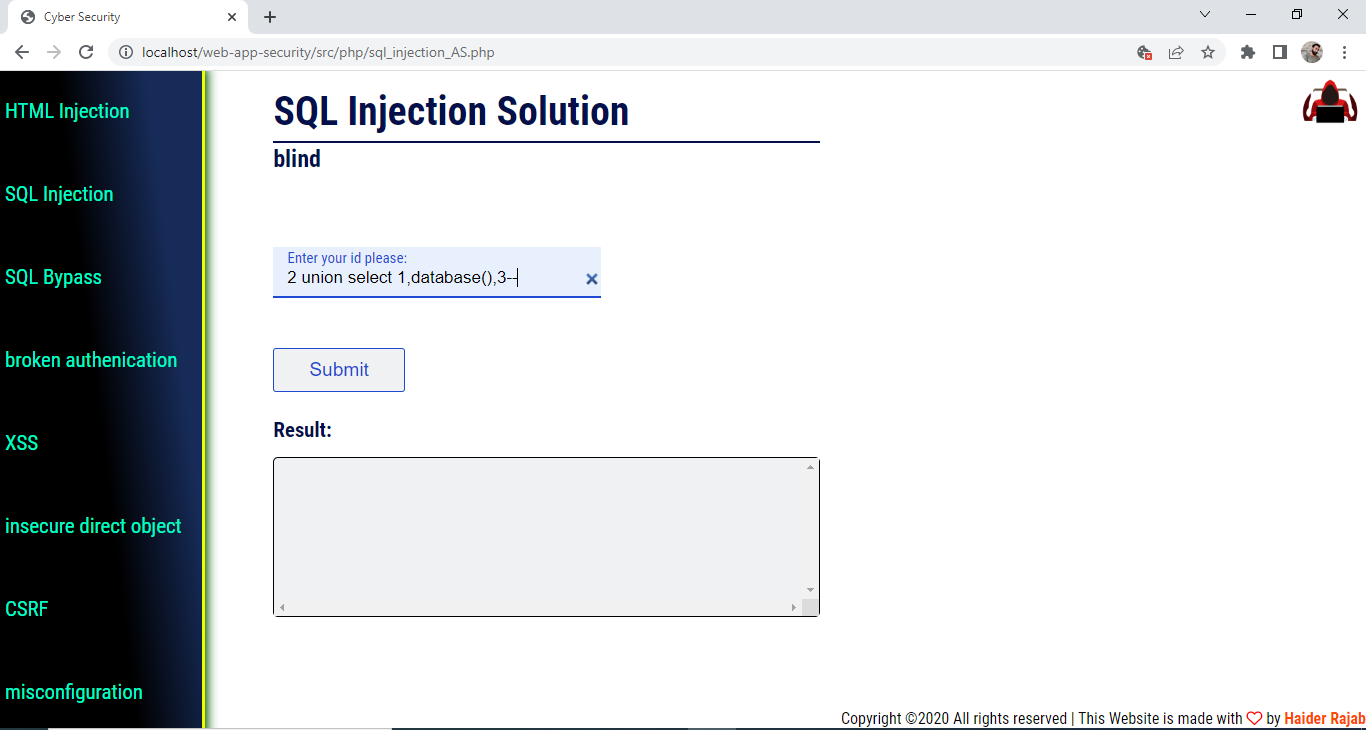 Cyber Security
localhost/web-app-security/src/php/sql_injection_AS.php
HTML Injection
SQL Injection
SQL Bypass
broken authenication
XSS
insecure direct object
CSRF
misconfiguration
SQL Injection Solution
blind
Enter your id please:
2 union select 1,database(),3--
Submit
Result:
Copyright ©2020 All rights reserved | This Website is made with ♡ by Haider Rajab